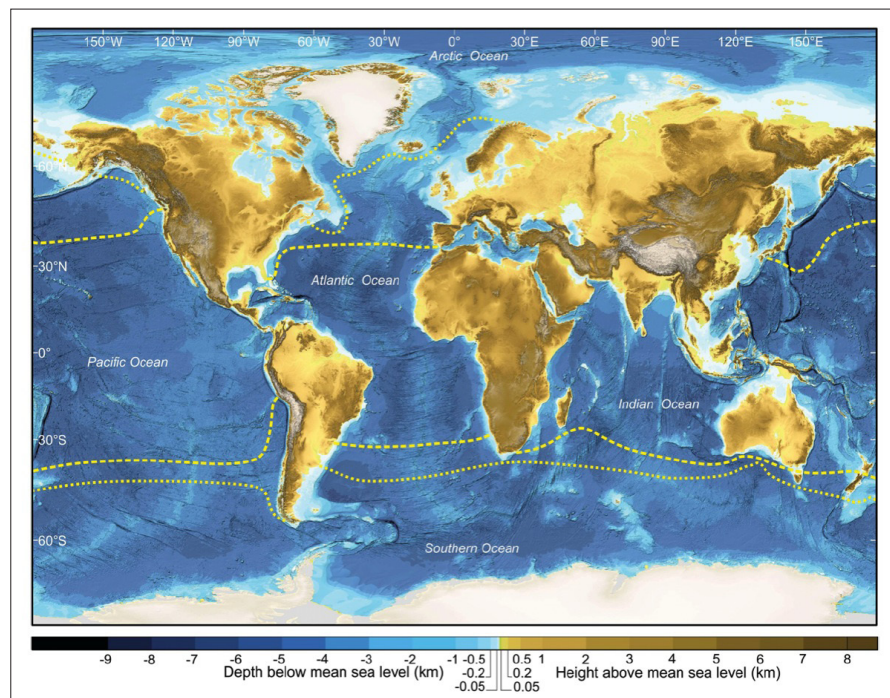 150°W 120°W 90°W 60°W 30°W 0° 30°E 60°E 90°E 120°E 150°E
Arctic Ocean
60°N
30°N
Atlantic Ocean
0°
Pacific Ocean
Indian Ocean
30°S
60°S
Southern Ocean
-9 -8 -7 -6 -5 -4 -3 -2 -1 -0.5 0.5 1 2 3 4 5 6 7 8
-0.2 0.2
-0.05 0.05
Depth below mean sea level (km) Height above mean sea level (km)